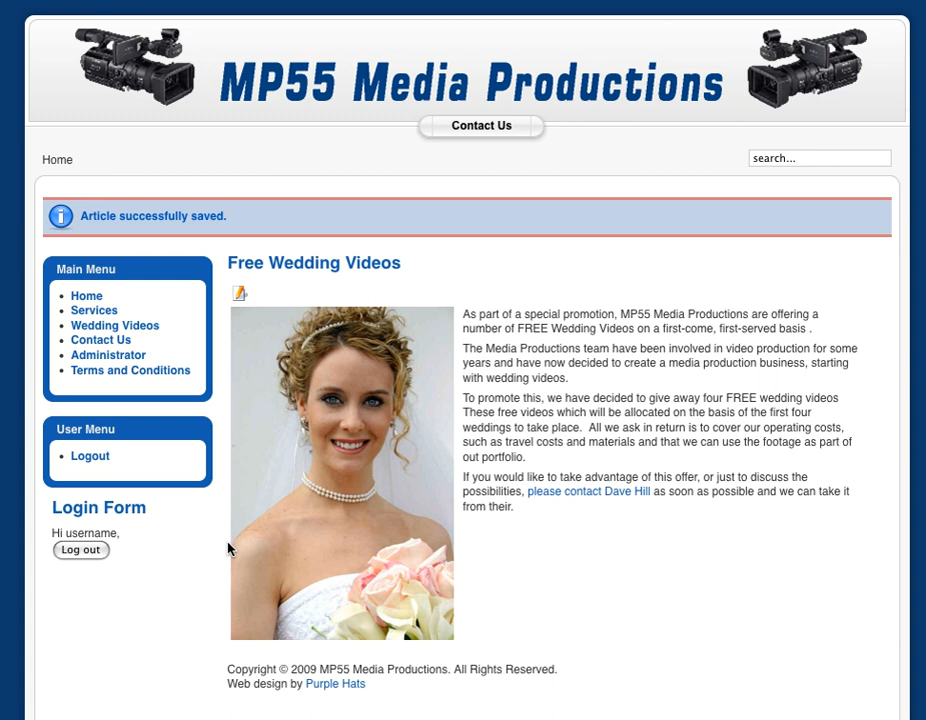 MP55 Media Productions
Contact Us
Home
search...
Article successfully saved.
Main Menu
Home
Services
Wedding Videos
Contact Us
Administrator
Terms and Conditions
User Menu
Logout
Login Form
Hi username,
Log out
Free Wedding Videos
As part of a special promotion, MP55 Media Productions are offering a
number of FREE Wedding Videos on a first-come, first-served basis .
The Media Productions team have been involved in video production for some
years and have now decided to create a media production business, starting
with wedding videos.
To promote this, we have decided to give away four FREE wedding videos
These free videos which will be allocated on the basis of the first four
weddings to take place.  All we ask in return is to cover our operating costs,
such as travel costs and materials and that we can use the footage as part of
out portfolio.
If you would like to take advantage of this offer, or just to discuss the
possibilities, please contact Dave Hill as soon as possible and we can take it
from their.
Copyright © 2009 MP55 Media Productions. All Rights Reserved.
Web design by Purple Hats